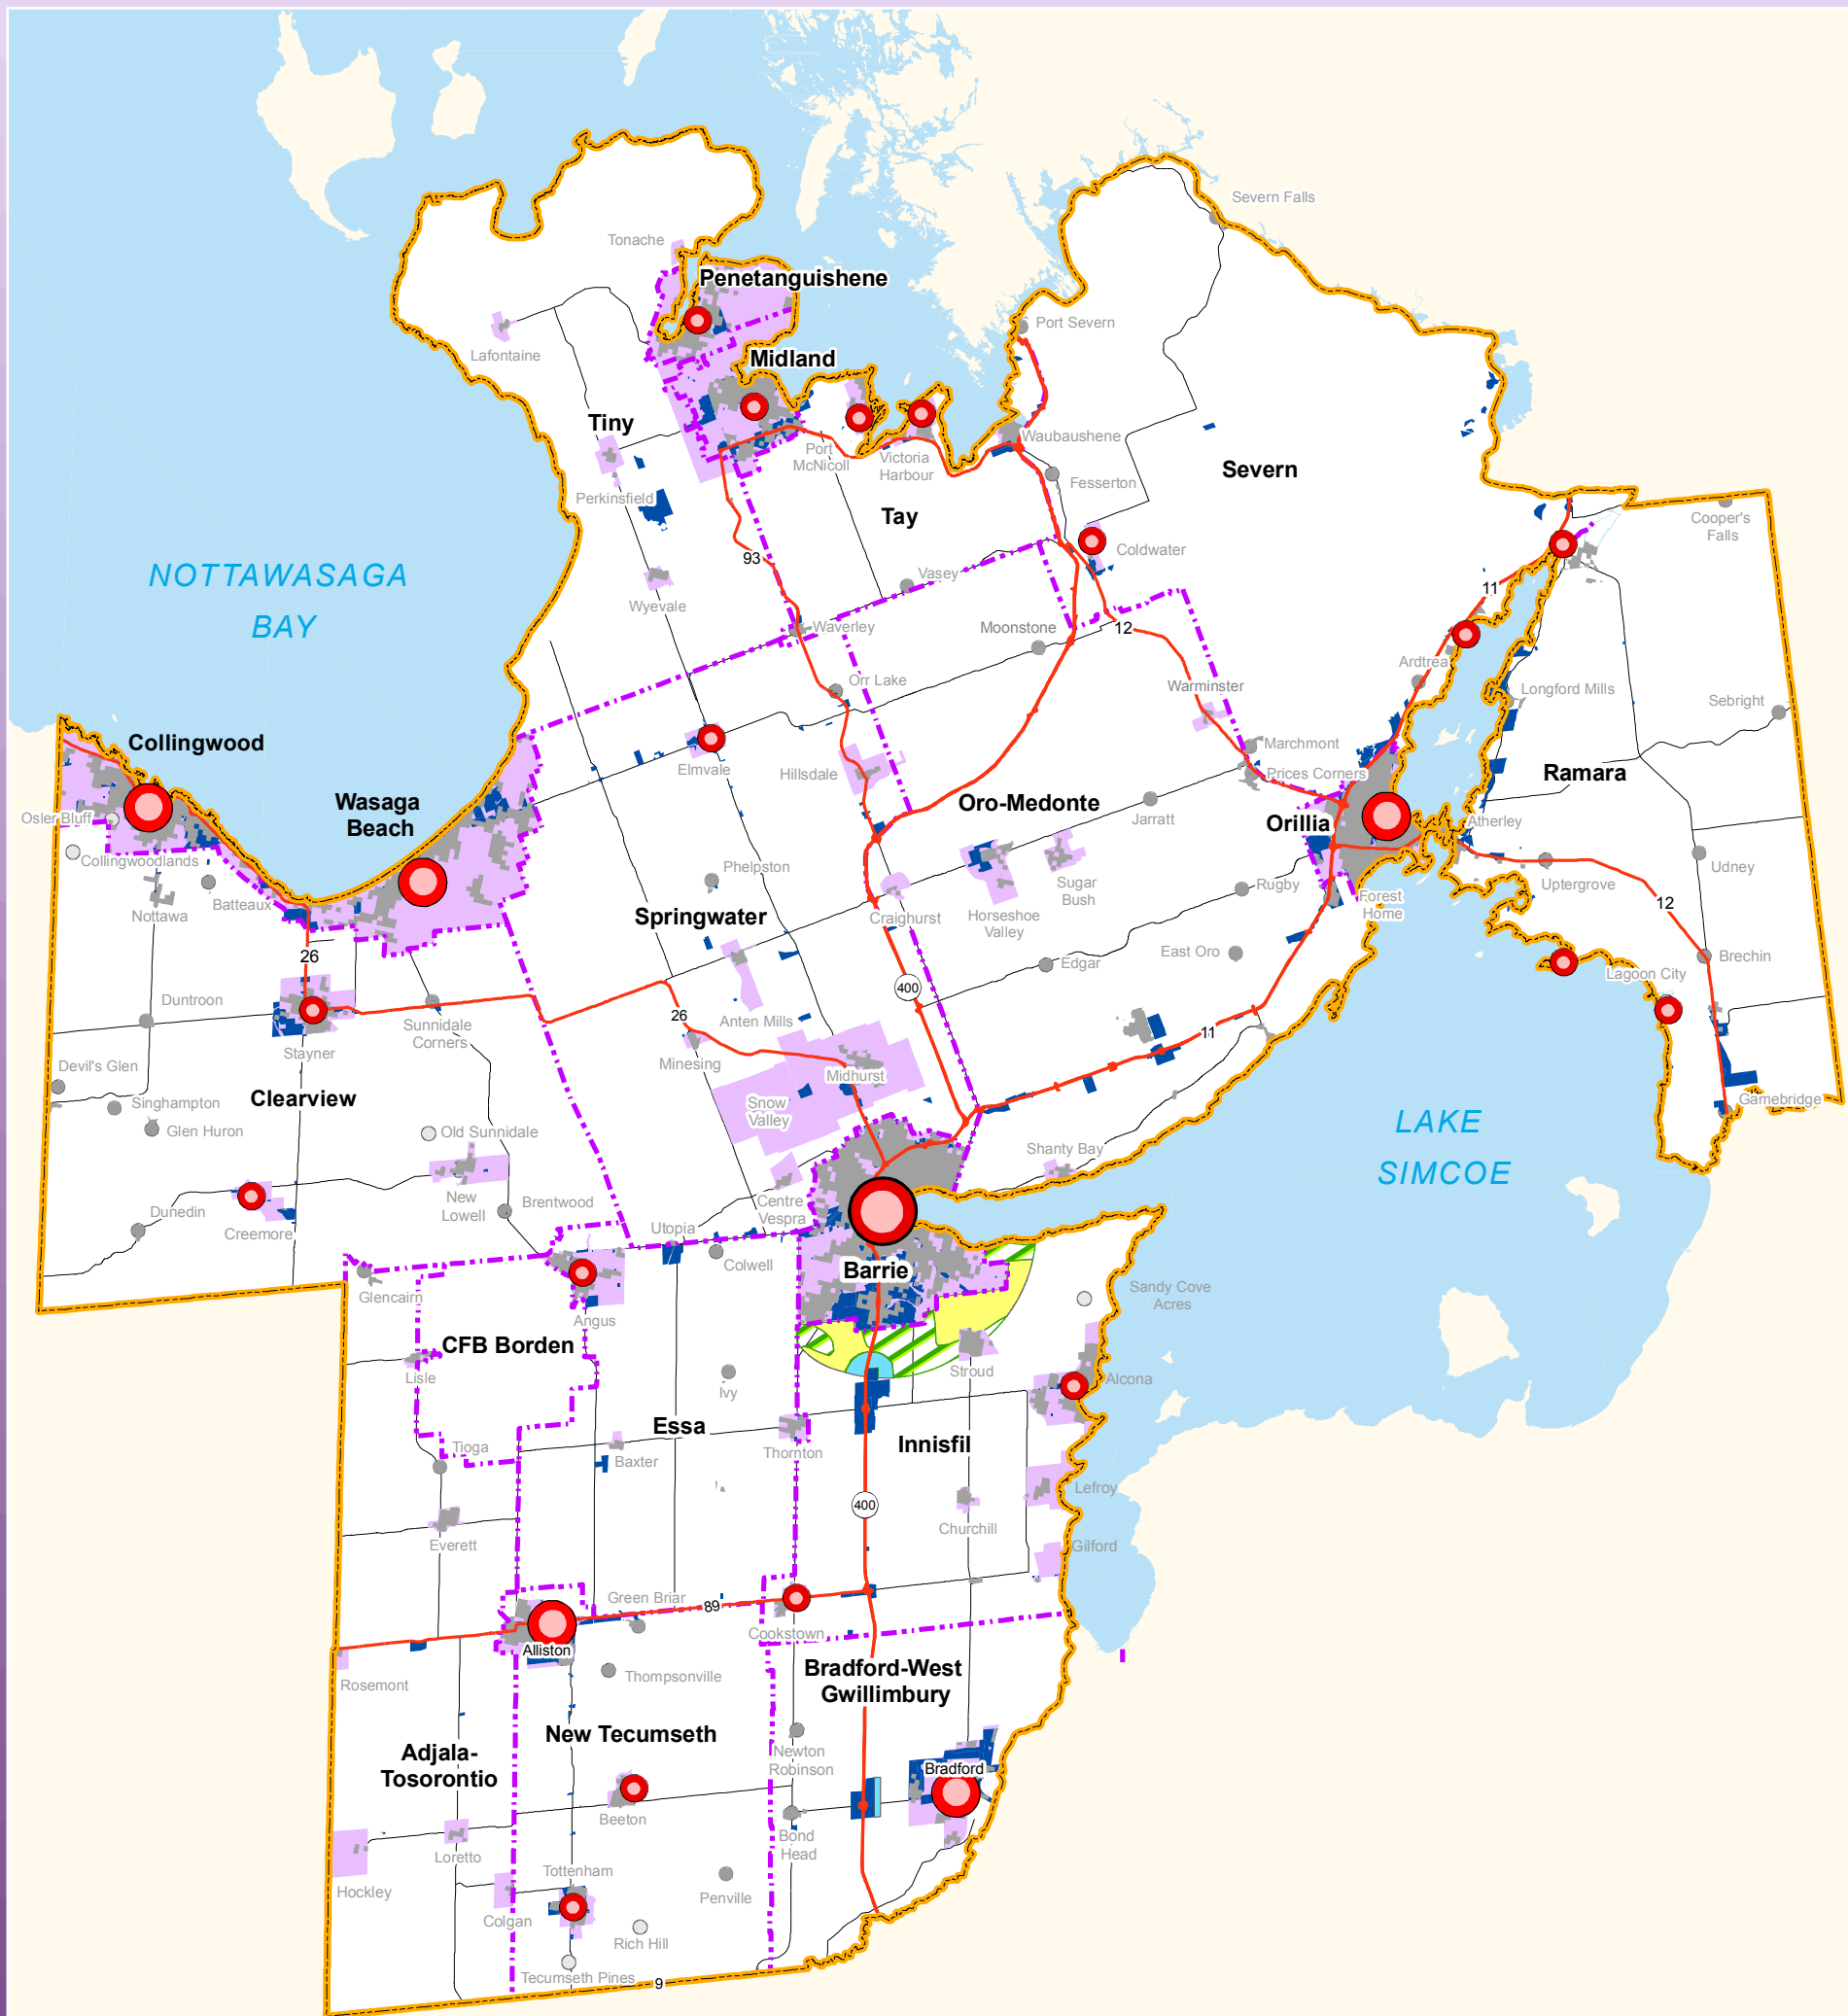 Severn Falls
Tonache
Penetanguishene
Port Severn
Lafontaine
Midland
Tiny
Waubaushene
Port
McNicoll
Victoria
Harbour
Severn
Fesserton
Perkinsfield
Tay
Cooper's
Falls
93
Coldwater
NOTTAWASAGA
BAY
Vasey
11
Wyevale
Waverley
Moonstone
12
Ardtrea
Orr Lake
Warminster
Longford Mills
Sebright
Collingwood
Marchmont
Elmvale
Hillsdale
Prices Corners
Ramara
Wasaga
Beach
Oro-Medonte
Osler Bluff
Jarratt
Orillia
Atherley
Collingwoodlands
Phelpston
Sugar
Bush
Udney
Batteaux
Rugby
Uptergrove
Nottawa
Springwater
Craighurst
Horseshoe
Valley
Forest
Home
12
26
East Oro
Edgar
Brechin
Lagoon City
400
Duntroon
26
Anten Mills
Sunnidale
Corners
11
Stayner
Minesing
Devil's Glen
Midhurst
Clearview
Singhampton
Snow
Valley
Gamebridge
Glen Huron
Old Sunnidale
LAKE
SIMCOE
Shanty Bay
New
Lowell
Brentwood
Centre
Vespra
Dunedin
Creemore
Utopia
Colwell
Barrie
Sandy Cove
Acres
Glencairn
Angus
CFB Borden
Lisle
Stroud
Alcona
Ivy
Essa
Innisfil
Tioga
Thornton
Baxter
Lefroy
400
Churchill
Everett
Gilford
Green Briar
89
Cookstown
Alliston
Bradford-West
Gwillimbury
Thompsonville
Rosemont
New Tecumseth
Newton
Robinson
Adjala-
Tosorontio
Bradford
Beeton
Bond
Head
Loretto
Tottenham
Hockley
Penville
Colgan
Rich Hill
Tecumseth Pines
9